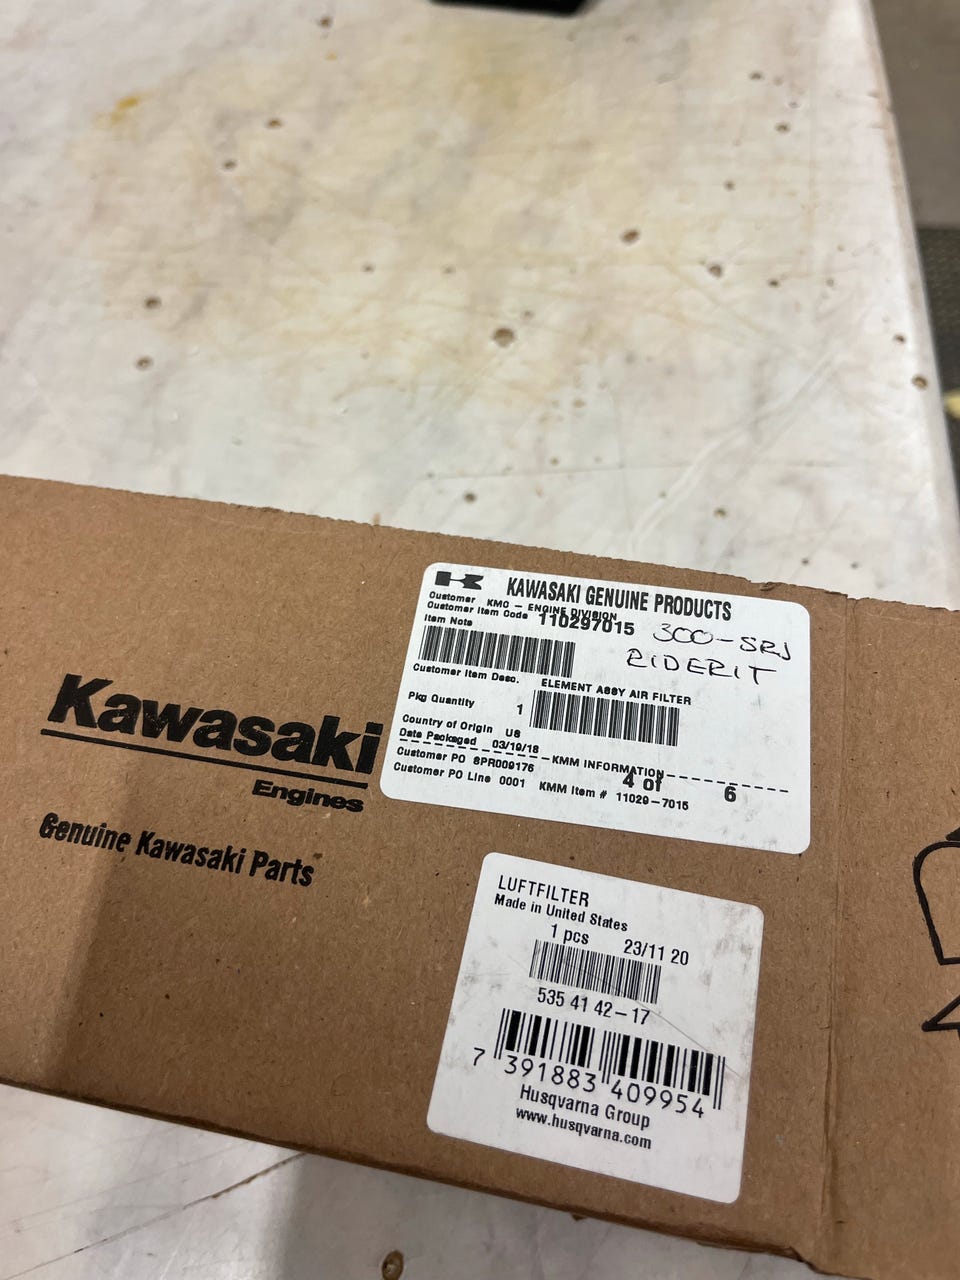 Kawasaki
Engines
Genuine Kawasaki Parts
KAWASAKI GENUINE PRODUCTS
Customer KMC - ENGINE DIVISION
Customer Item Code 110297015
Item Note
300-SRJ
RIDERIT
Customer Item Desc. ELEMENT ASSY AIR FILTER
Pkg Quantity 1
Country of Origin US
Date Packaged 03/19/18
KMM INFORMATION
Customer PO 8PR009176 4 of 6
Customer PO Line 0001 KMM Item # 11029-7015
LUFTFILTER
Made in United States
1 pcs 23/11 20
535 41 42-17
7 391883 409954
Husqvarna Group
www.husqvarna.com